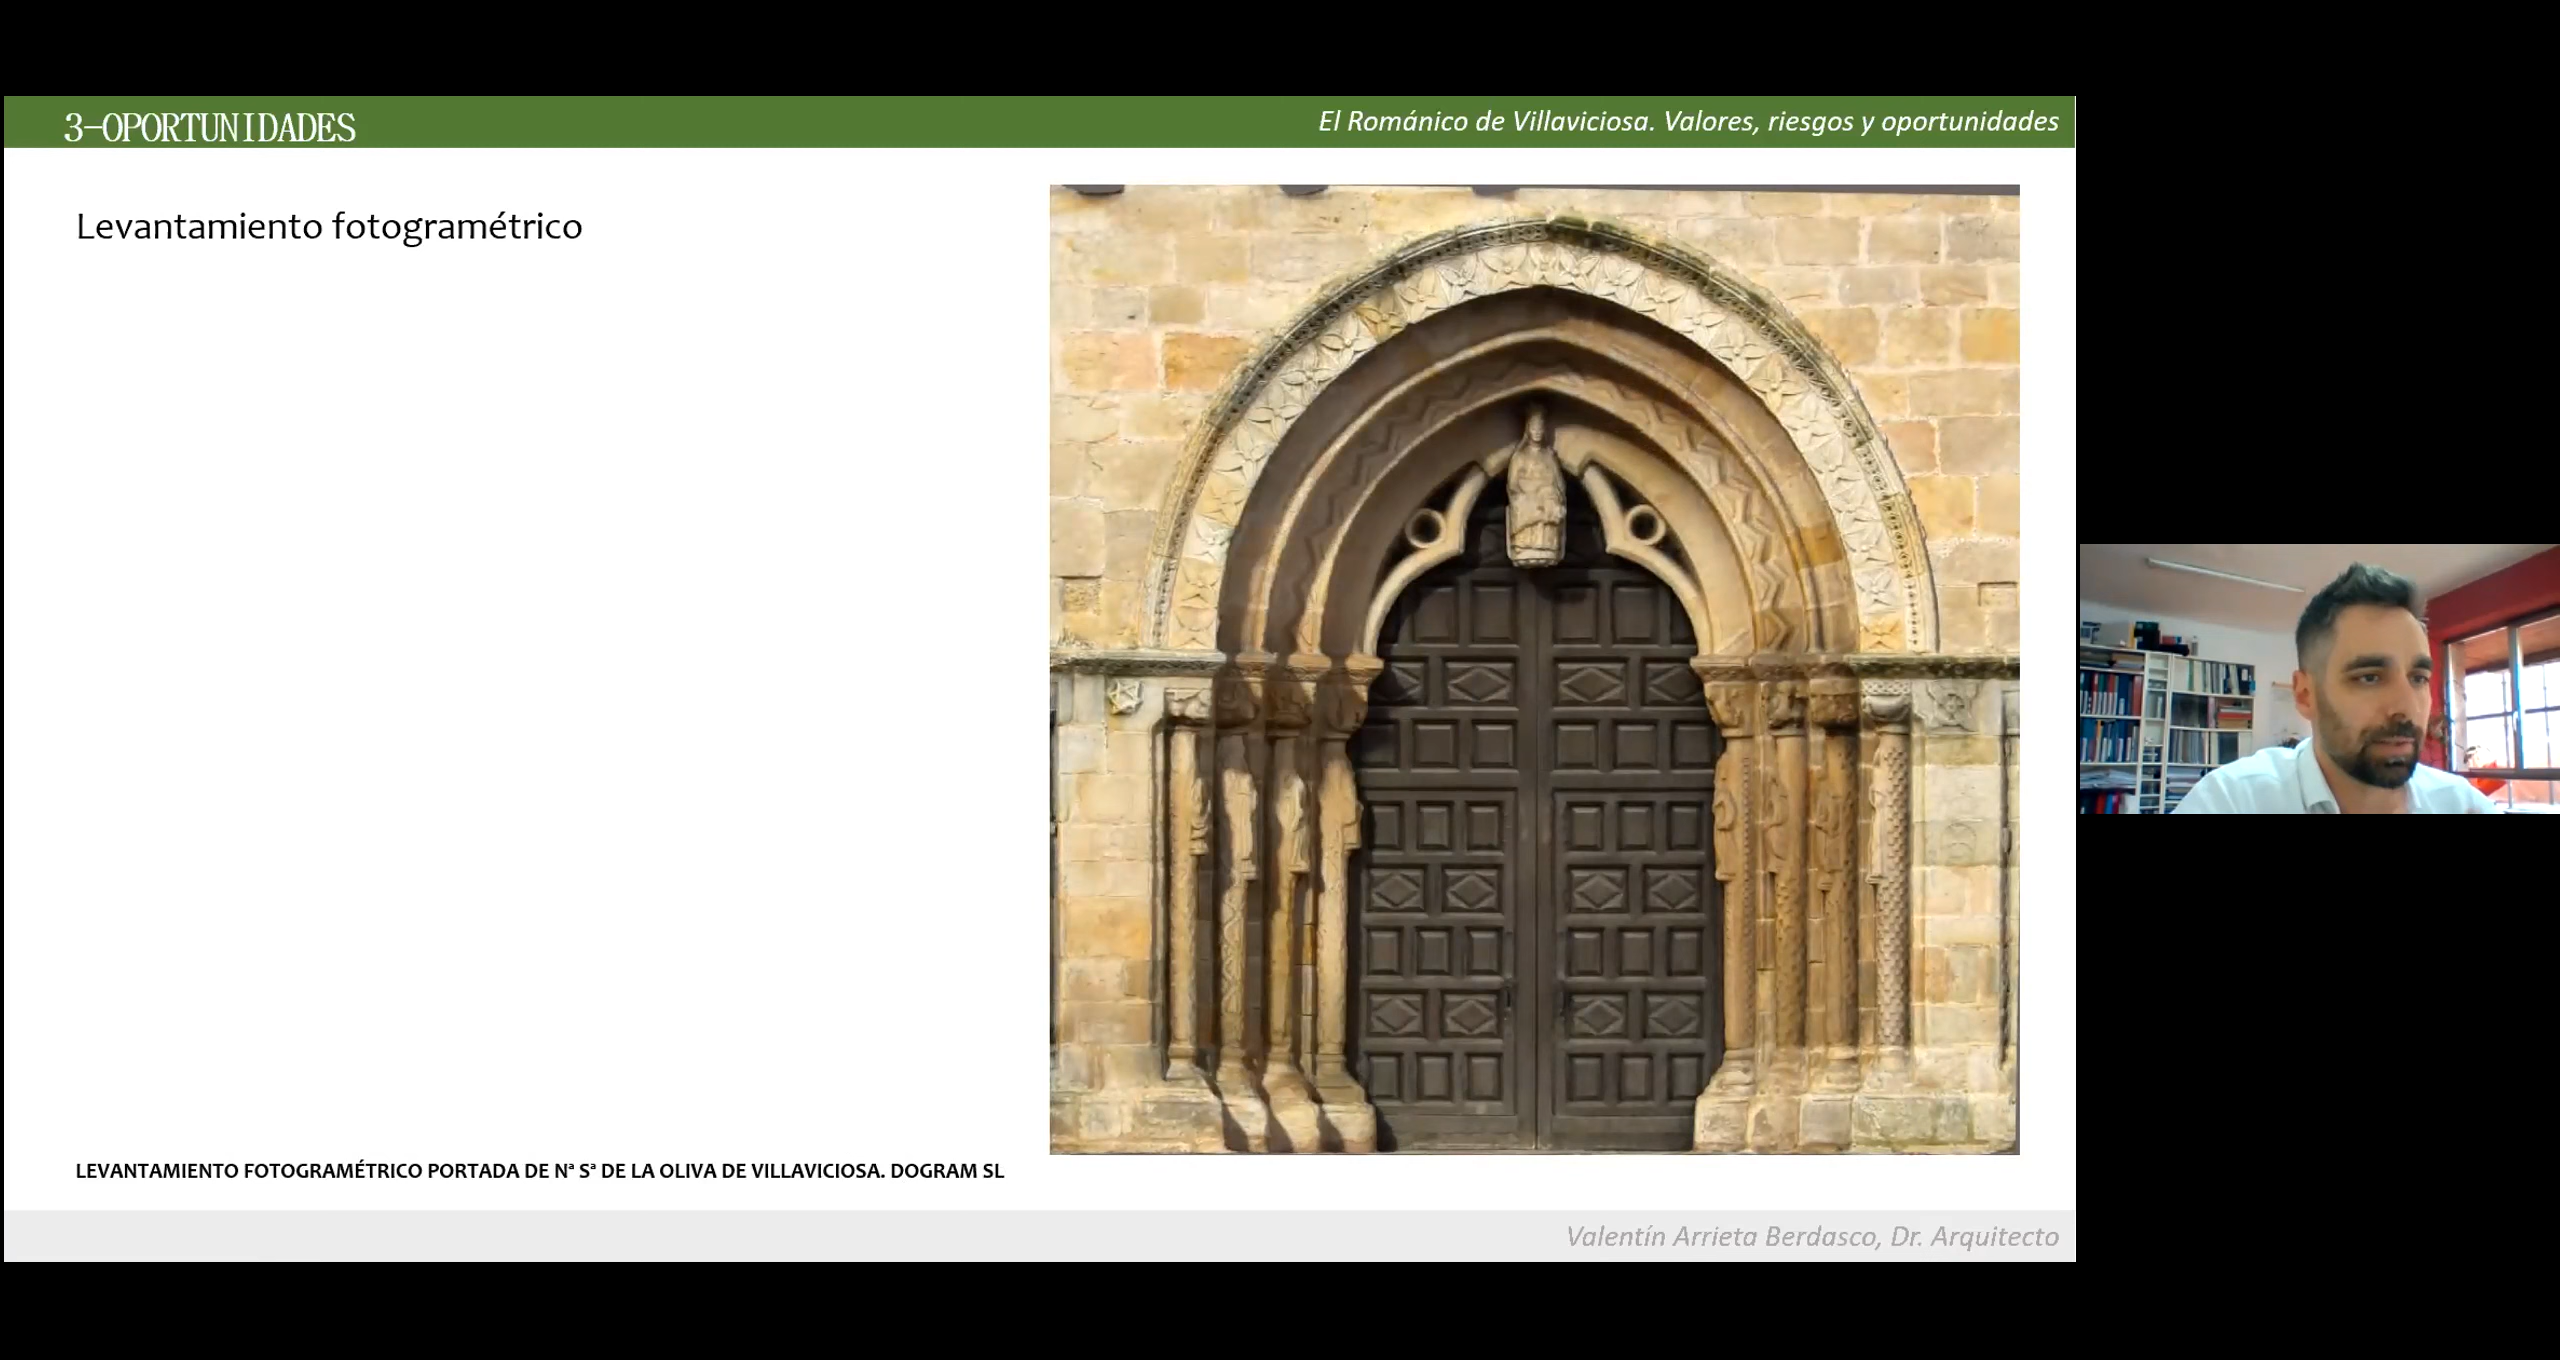 3-OPORTUNIDADES
El Románico de Villaviciosa. Valores, riesgos y oportunidades
Levantamiento fotogramétrico
LEVANTAMIENTO FOTOGRAMÉTRICO PORTADA DE Nª Sª DE LA OLIVA DE VILLAVICIOSA. DOGRAM SL
Valentín Arrieta Berdasco, Dr. Arquitecto